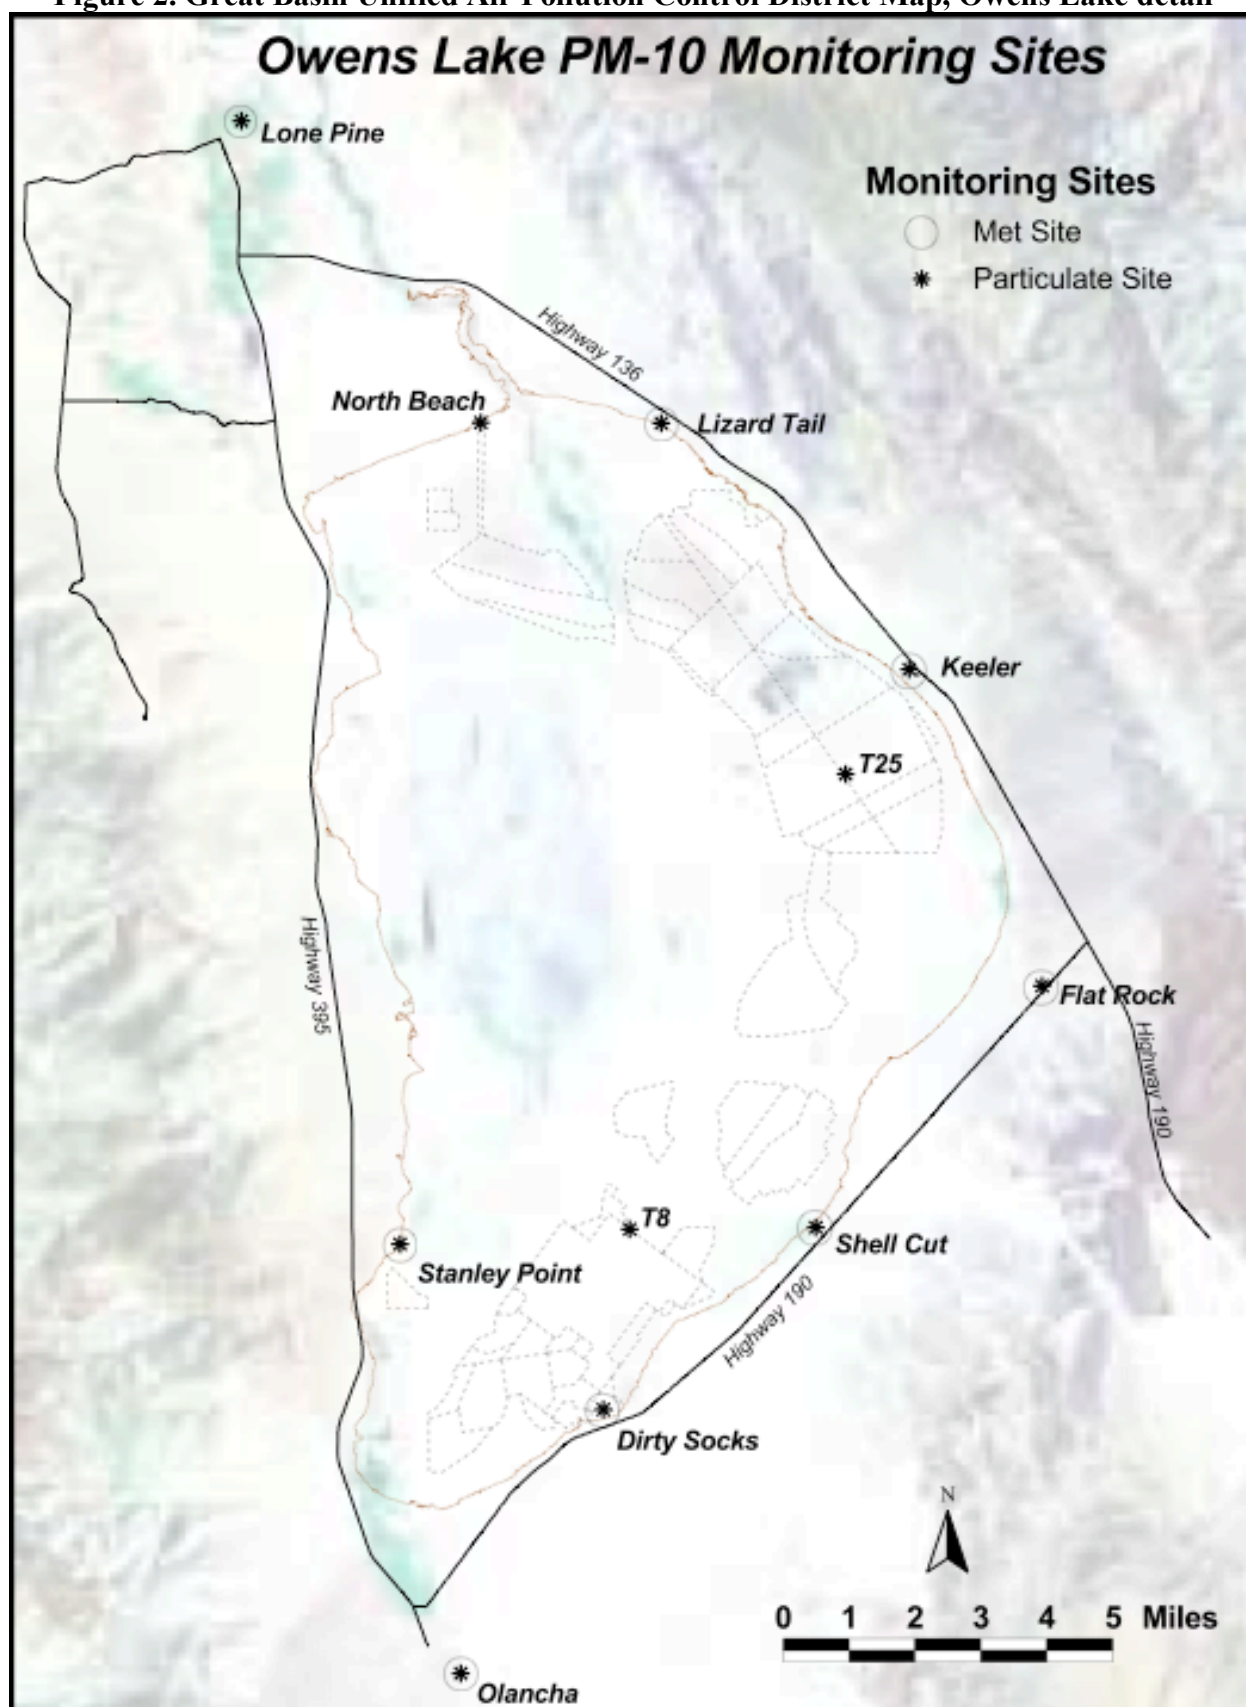 Figure 2: Great Basin Unified Air Pollution Control District Map, Owens Lake detail
Owens Lake PM-10 Monitoring Sites
Lone Pine
Monitoring Sites
Met Site
Particulate Site
Highway 136
North Beach
Lizard Tail
Keeler
T25
Highway 395
Flat Rock
Highway 190
T8
Shell Cut
Stanley Point
Highway 190
Dirty Socks
N
0 1 2 3 4 5 Miles
Olancha